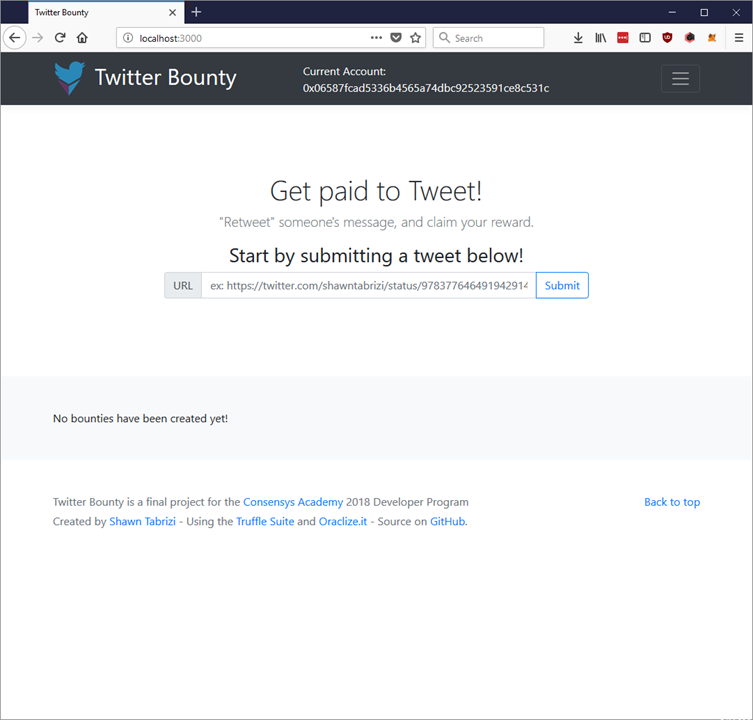 Twitter Bounty
localhost:3000
Search
Twitter Bounty
Current Account:
0x06587fcad5336b4565a74dbc92523591ce8c531c
Get paid to Tweet!
"Retweet" someone's message, and claim your reward.
Start by submitting a tweet below!
URL ex: https://twitter.com/shawntabrizi/status/978377646491942914 Submit
No bounties have been created yet!
Twitter Bounty is a final project for the Consensys Academy 2018 Developer Program
Back to top
Created by Shawn Tabrizi - Using the Truffle Suite and Oraclize.it - Source on GitHub.